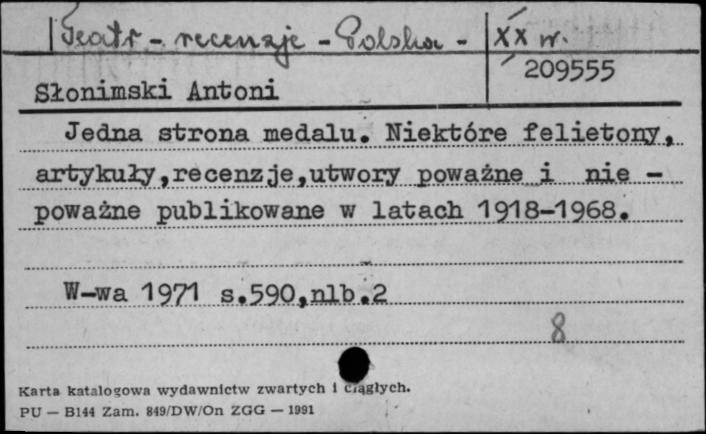 Teatr - recenzje - Polska - XX w.
209555
Słonimski Antoni
Jedna strona medalu. Niektóre felietony,
artykuły,recenzje,utwory poważne i nie -
poważne publikowane w latach 1918-1968.
W-wa 1971 s.590,nlb.2
8
Karta katalogowa wydawnictw zwartych i ciągłych.
PU — B144 Zam. 849/DW/On ZGG — 1991